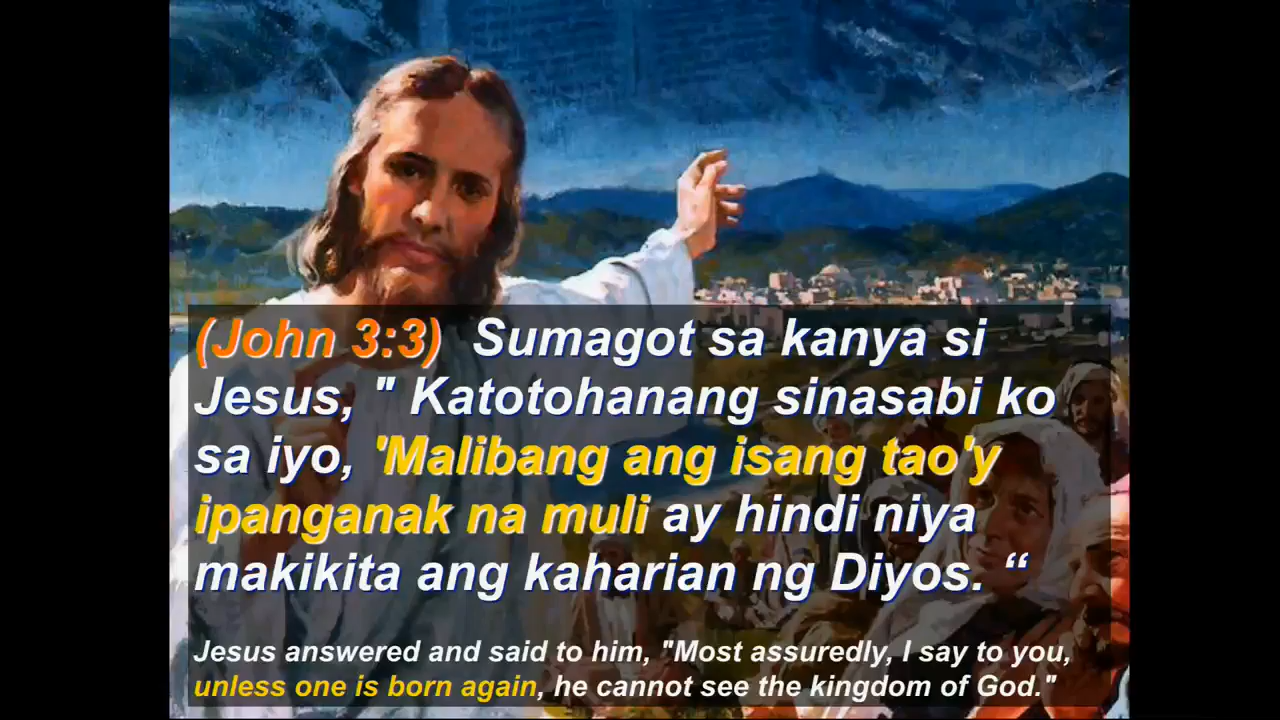 (John 3:3) Sumagot sa kanya si
Jesus, " Katotohanang sinasabi ko
sa iyo, 'Malibang ang isang tao'y
ipanganak na muli ay hindi niya
makikita ang kaharian ng Diyos. “
Jesus answered and said to him, "Most assuredly, I say to you,
unless one is born again, he cannot see the kingdom of God."